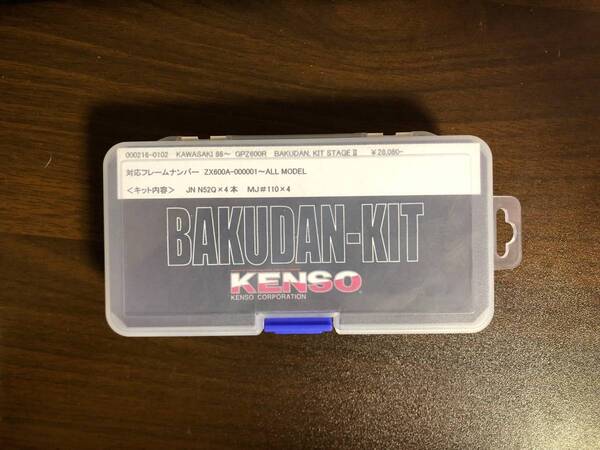 000216-0102 KAWASAKI 86～ GPZ600R BAKUDAN, KIT STAGEⅡ ￥28,080-
対応フレームナンバー ZX600A-000001～ALL MODEL
＜キット内容＞ JN N52Q×4本 MJ#110×4
BAKUDAN-KIT
KENSO®
KENSO CORPORATION